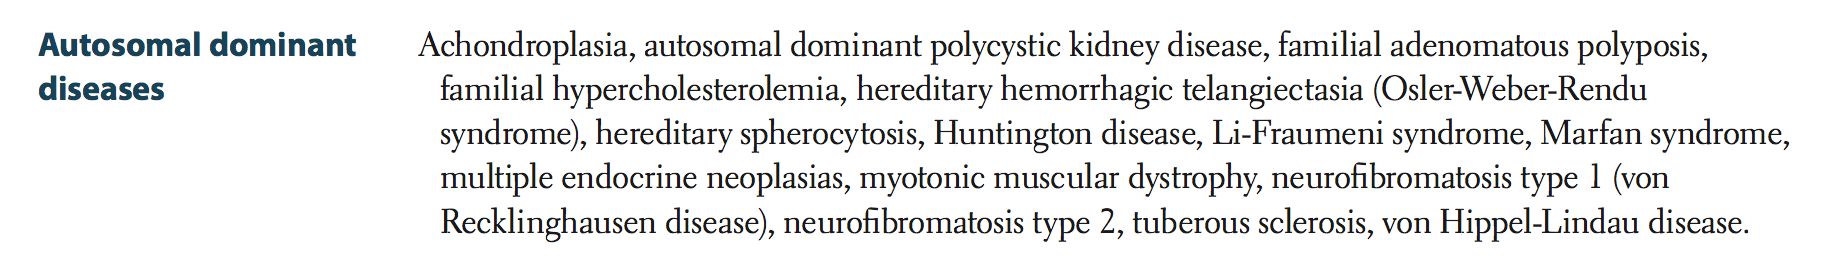 Autosomal dominant diseases
Achondroplasia, autosomal dominant polycystic kidney disease, familial adenomatous polyposis,
familial hypercholesterolemia, hereditary hemorrhagic telangiectasia (Osler-Weber-Rendu
syndrome), hereditary spherocytosis, Huntington disease, Li-Fraumeni syndrome, Marfan syndrome,
multiple endocrine neoplasias, myotonic muscular dystrophy, neurofibromatosis type 1 (von
Recklinghausen disease), neurofibromatosis type 2, tuberous sclerosis, von Hippel-Lindau disease.